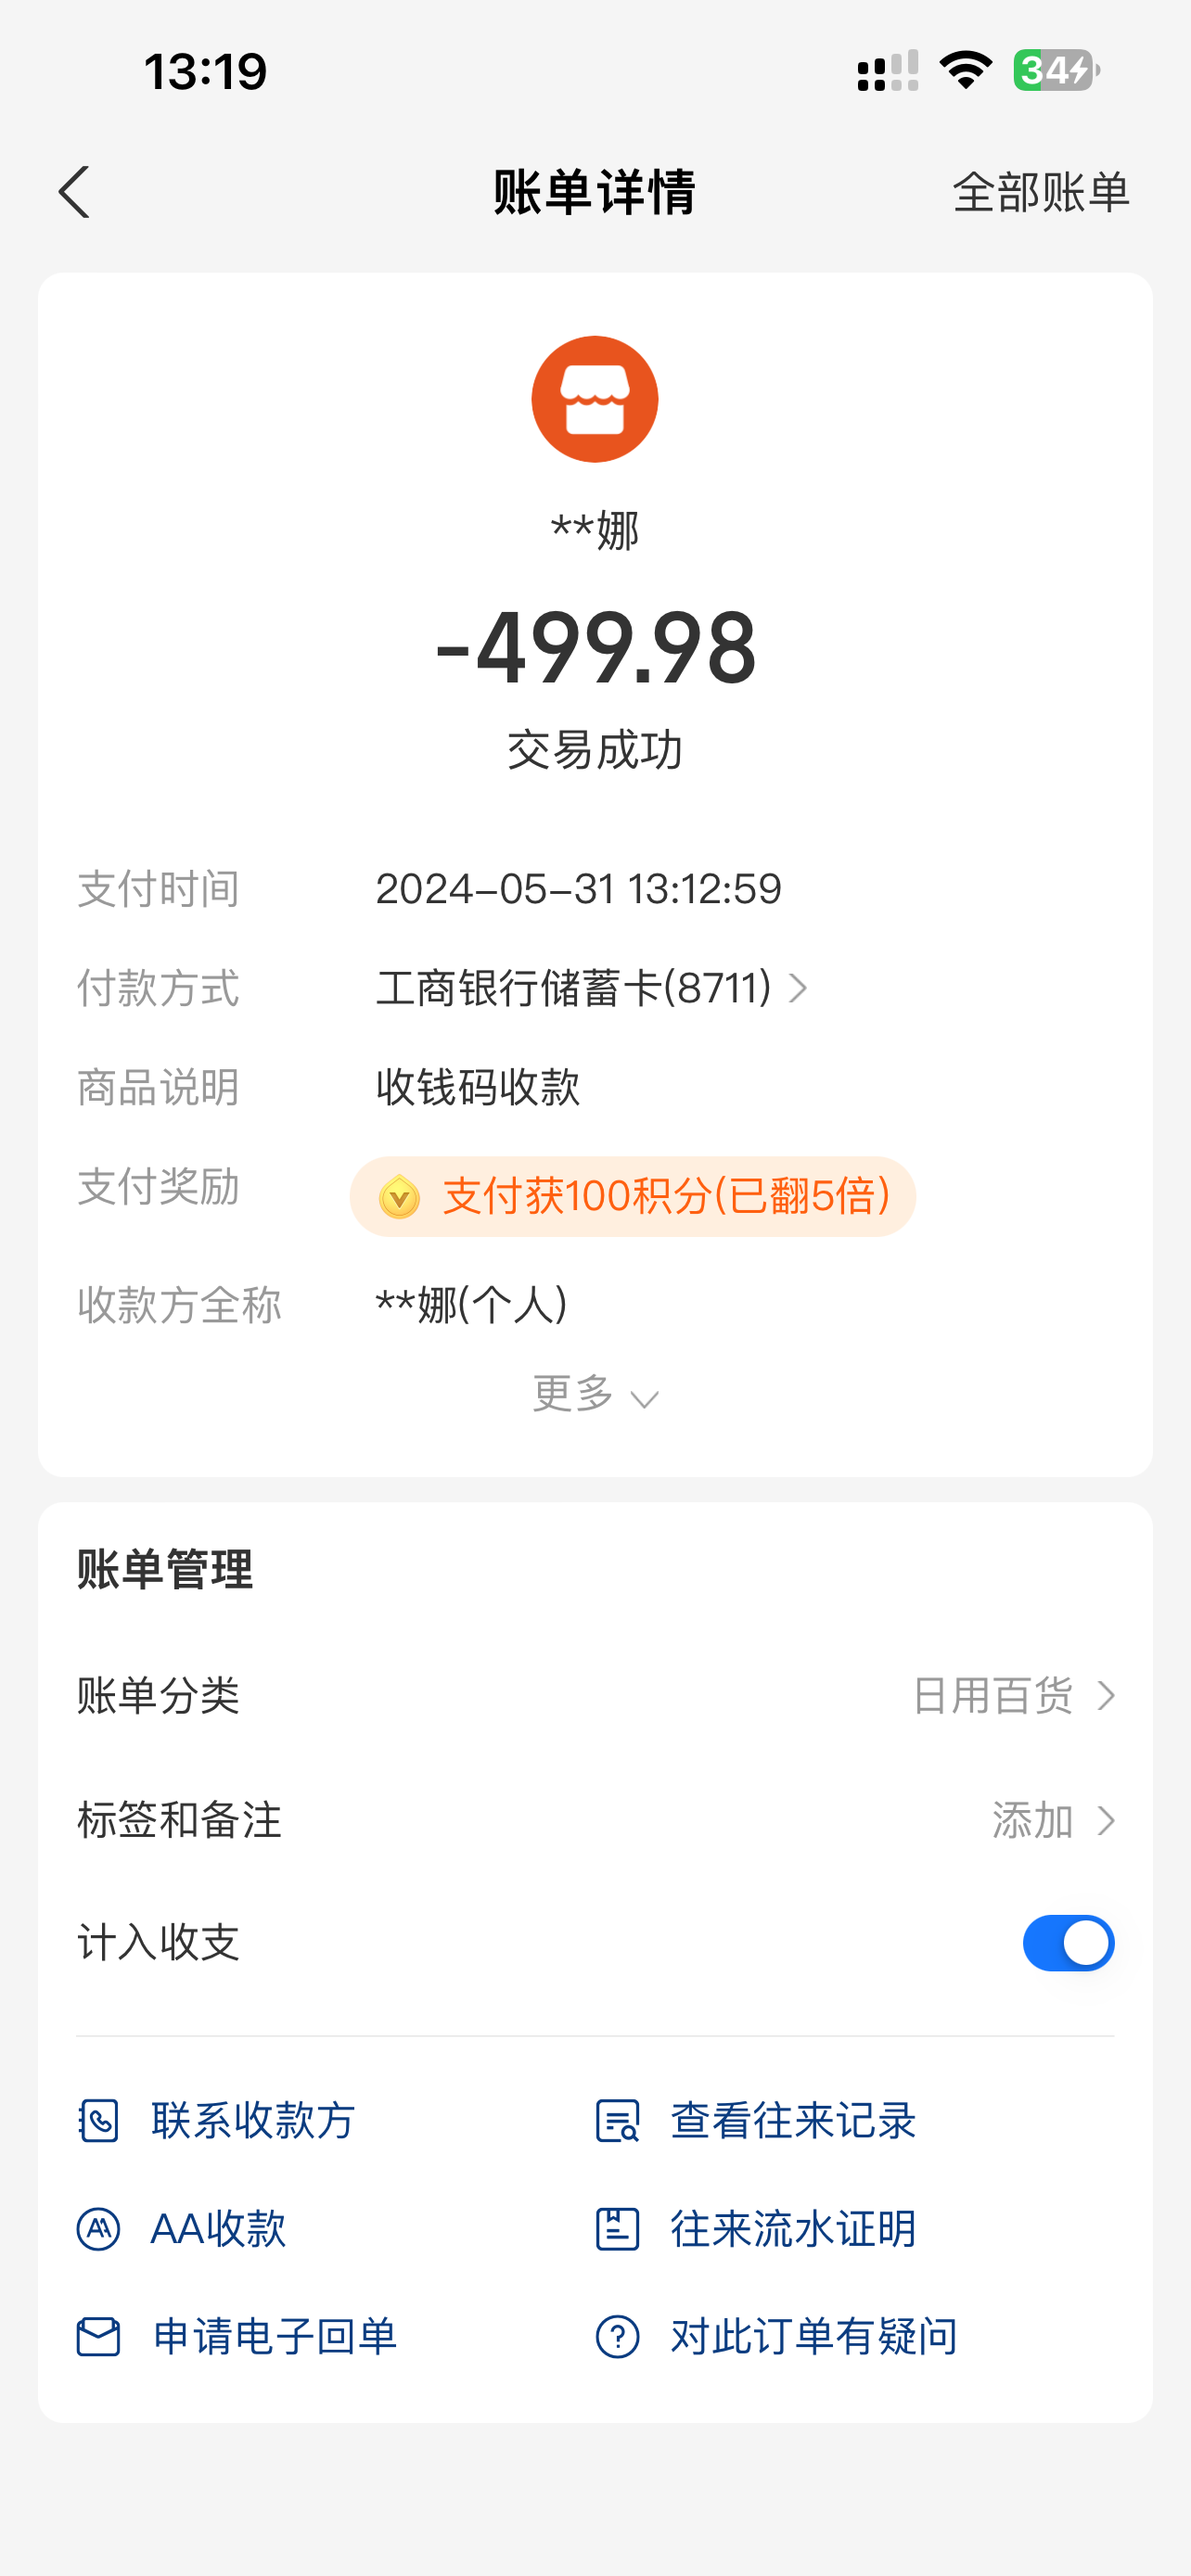 13:19
34
账单详情
全部账单
**娜
-499.98
交易成功
支付时间 2024-05-31 13:12:59
付款方式 工商银行储蓄卡(8711)
商品说明 收钱码收款
支付奖励 支付获100积分(已翻5倍)
收款方全称 **娜(个人)
更多
账单管理
账单分类 日用百货
标签和备注 添加
计入收支
联系收款方 查看往来记录
AA收款 往来流水证明
申请电子回单 对此订单有疑问